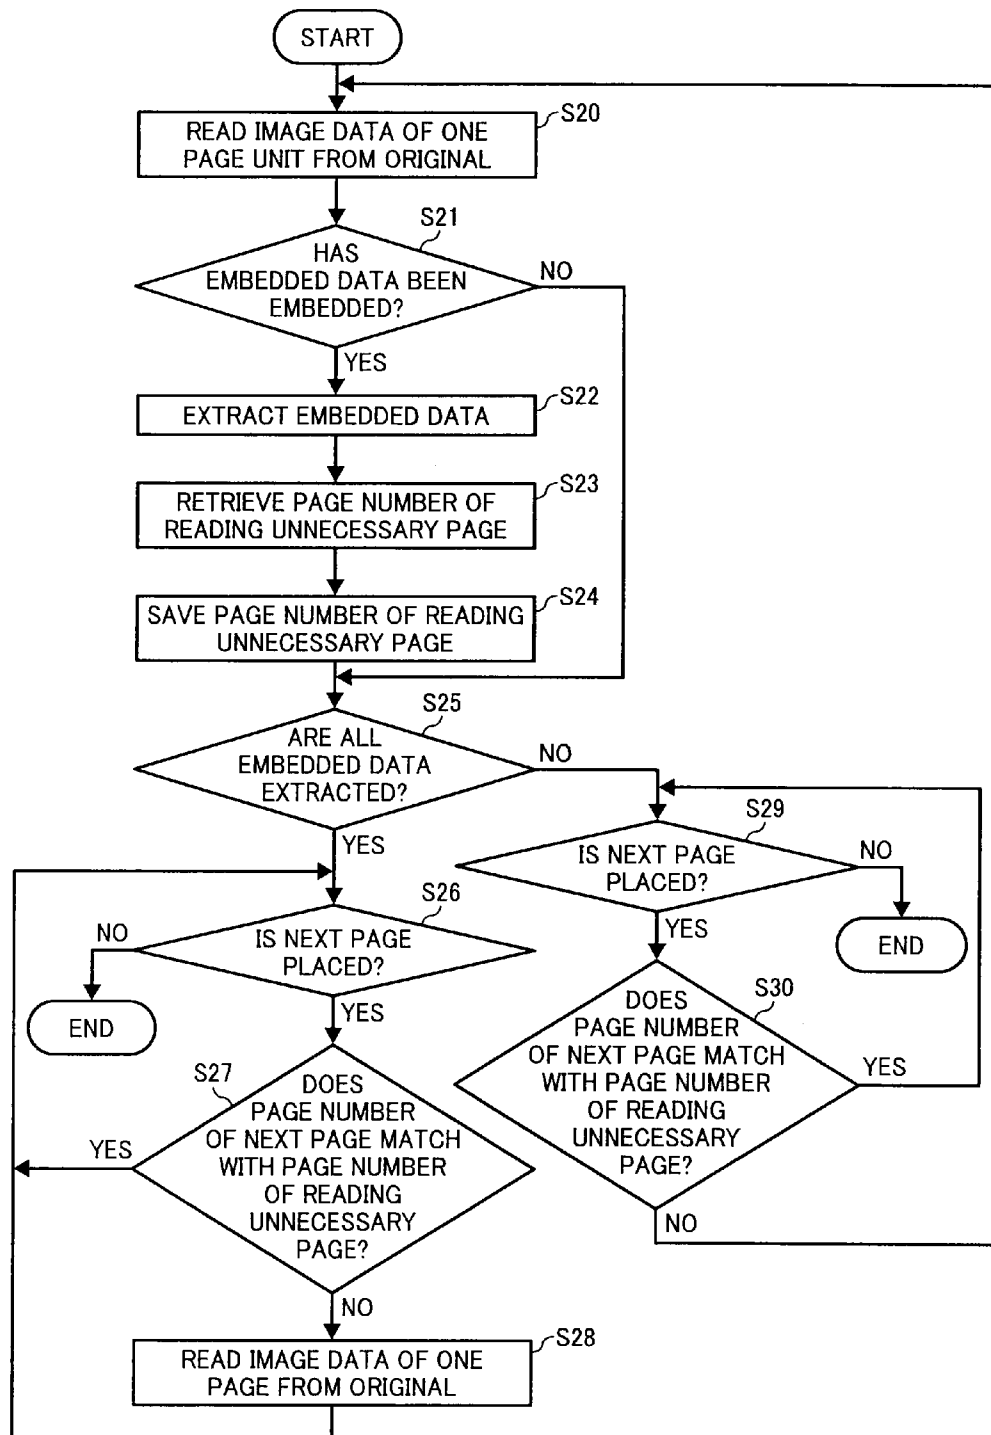 START
S20
READ IMAGE DATA OF ONE
PAGE UNIT FROM ORIGINAL
S21
HAS
EMBEDDED DATA BEEN
EMBEDDED?
NO
YES
S22
EXTRACT EMBEDDED DATA
S23
RETRIEVE PAGE NUMBER OF
READING UNNECESSARY PAGE
S24
SAVE PAGE NUMBER OF READING
UNNECESSARY PAGE
S25
ARE ALL
EMBEDDED DATA
EXTRACTED?
NO
YES
S29
IS NEXT PAGE
PLACED?
NO
YES
END
S26
IS NEXT PAGE
PLACED?
NO
YES
END
S30
DOES
PAGE NUMBER
OF NEXT PAGE MATCH
WITH PAGE NUMBER
OF READING
UNNECESSARY
PAGE?
YES
NO
S27
DOES
PAGE NUMBER
OF NEXT PAGE MATCH
WITH PAGE NUMBER
OF READING
UNNECESSARY
PAGE?
YES
NO
S28
READ IMAGE DATA OF ONE
PAGE FROM ORIGINAL